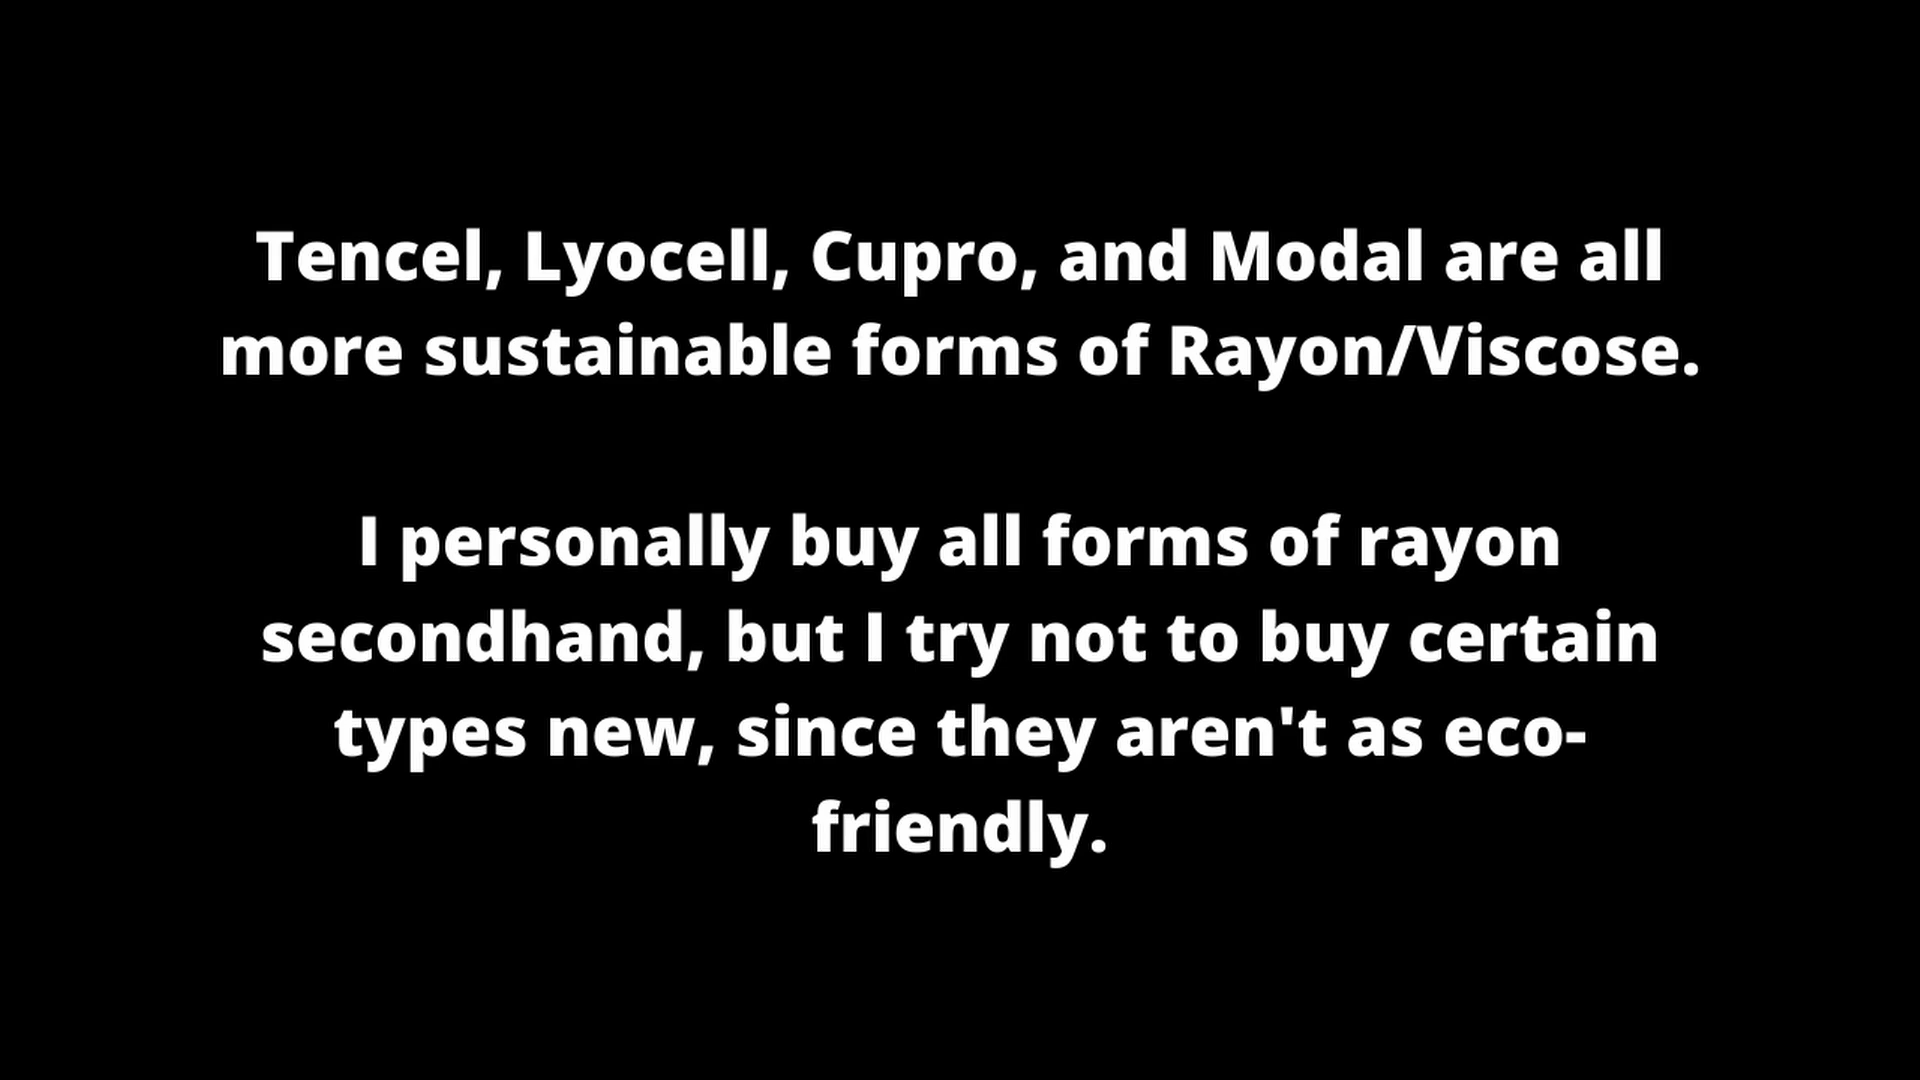 Tencel, Lyocell, Cupro, and Modal are all
more sustainable forms of Rayon/Viscose.
I personally buy all forms of rayon
secondhand, but I try not to buy certain
types new, since they aren't as eco-
friendly.